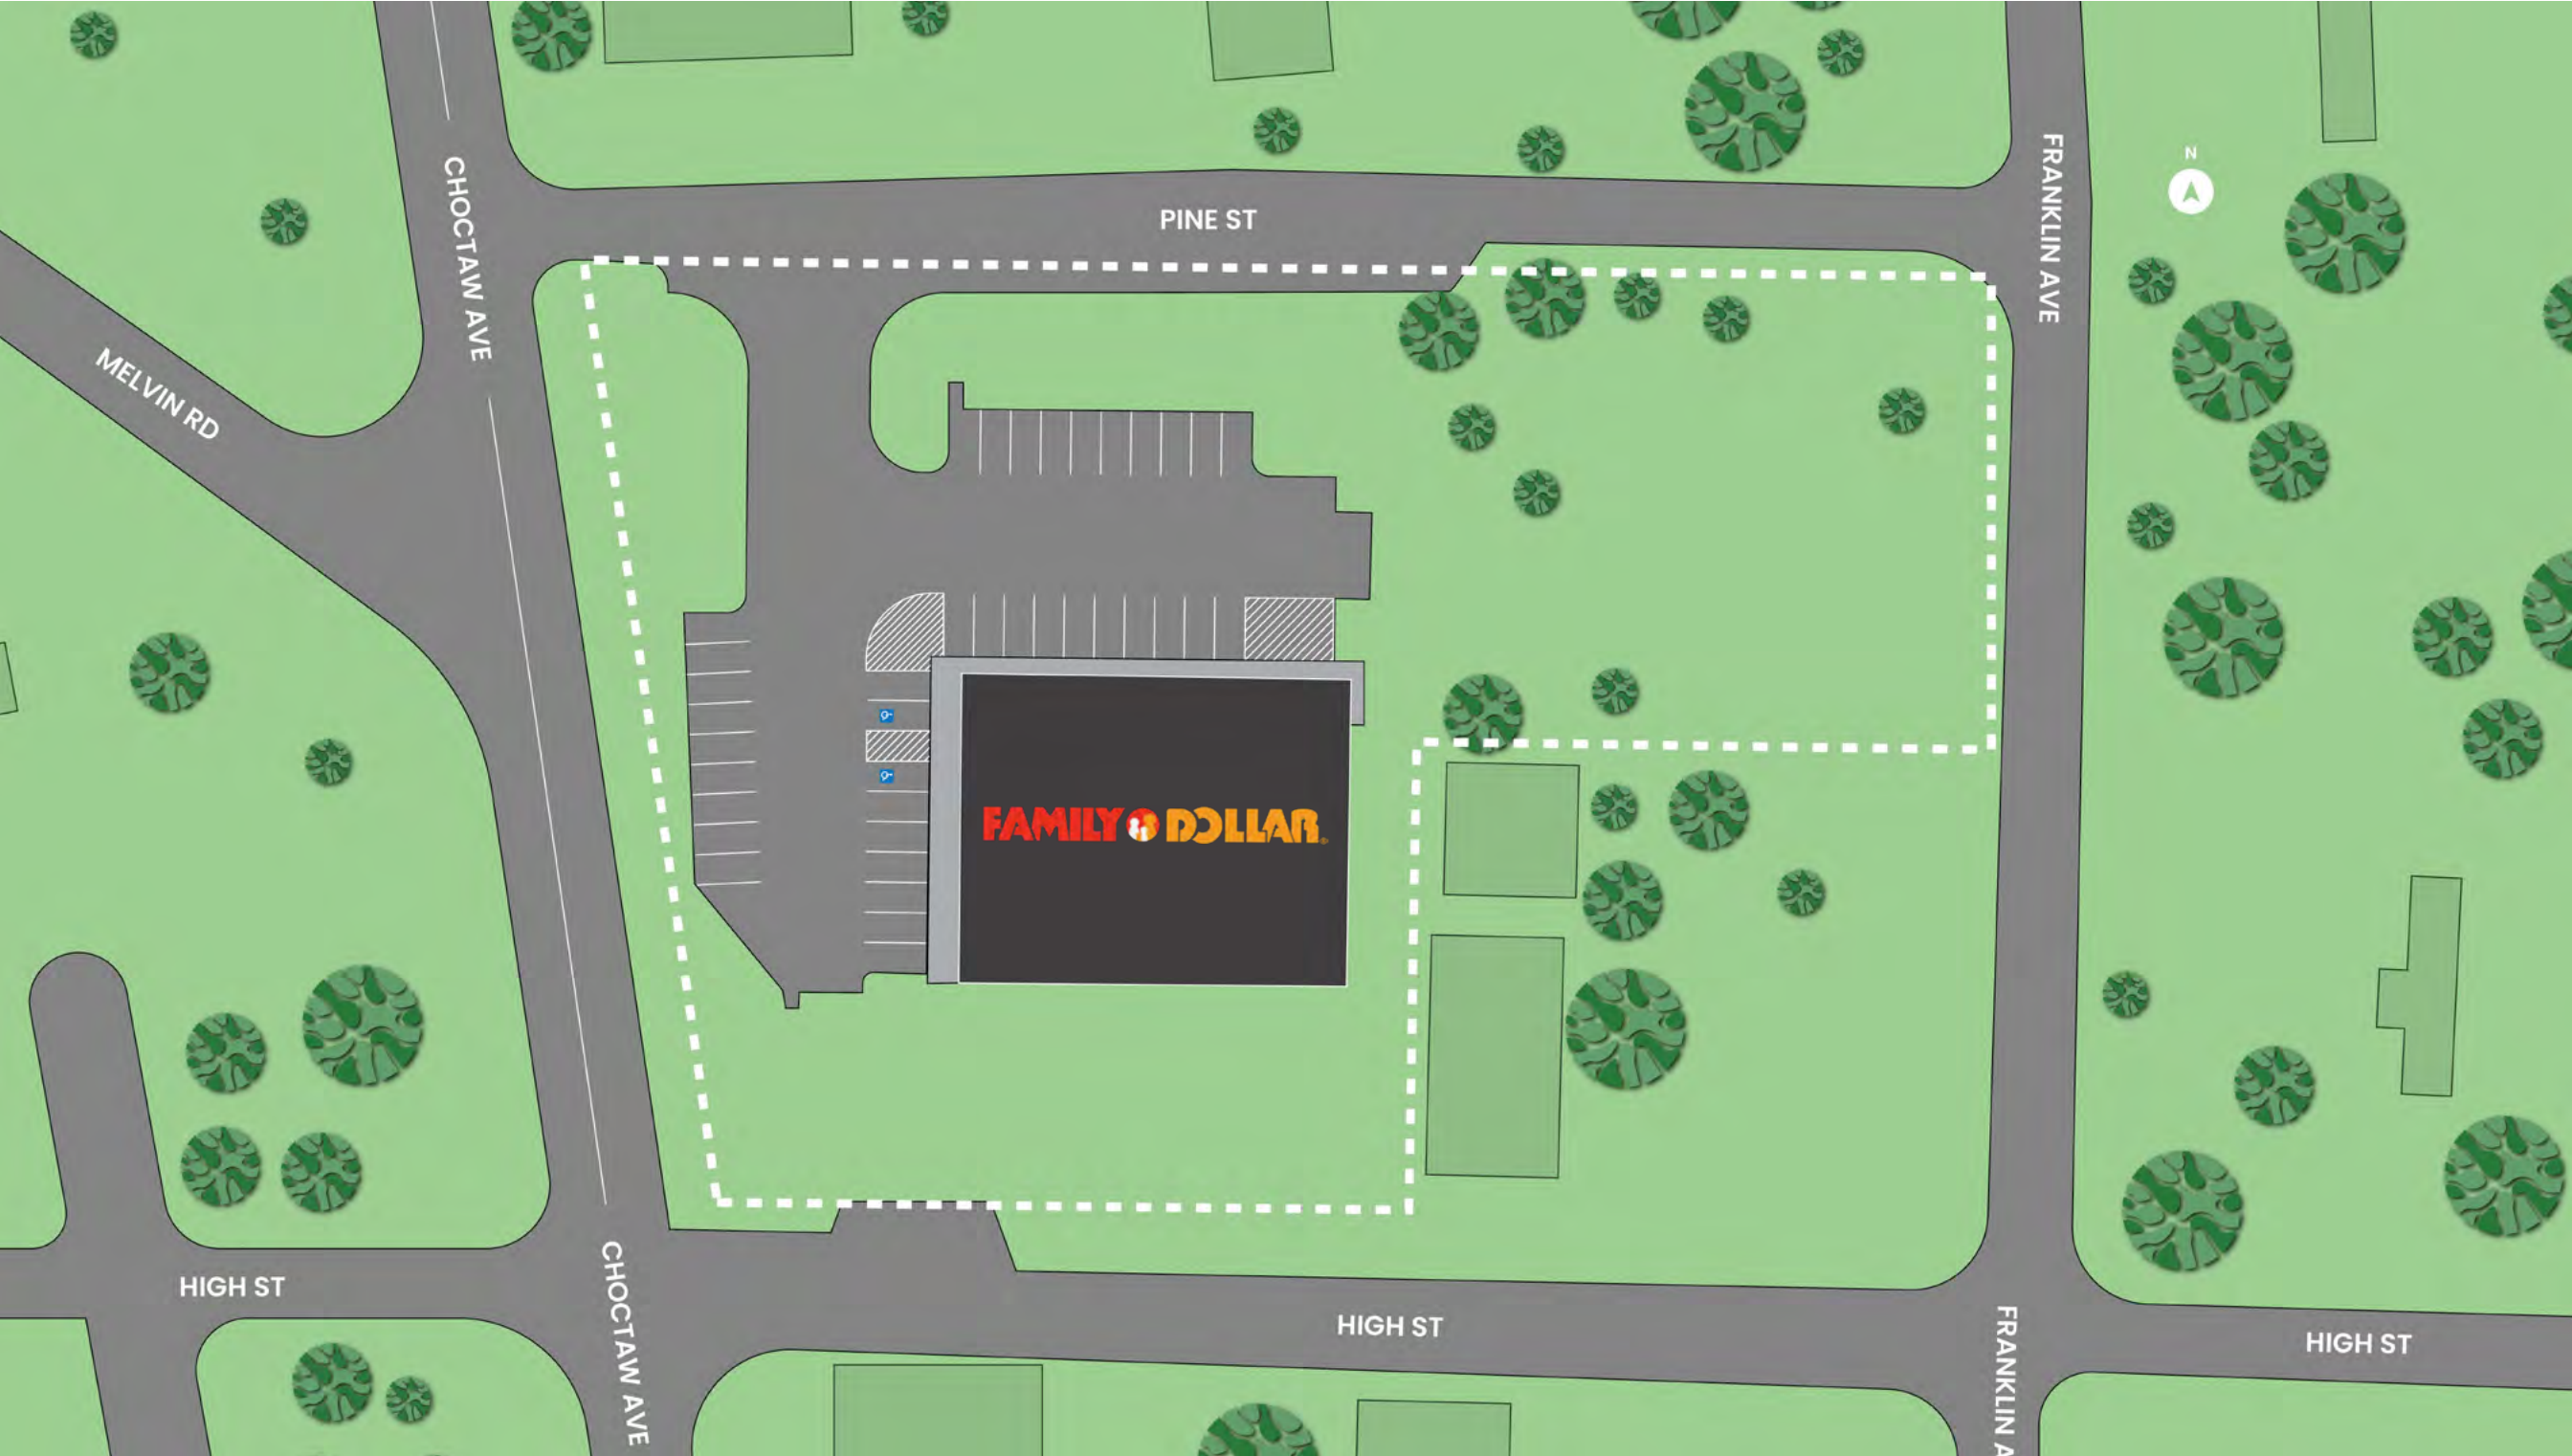 CHOCTAW AVE
PINE ST
FRANKLIN AVE
N
MELVIN RD
FAMILY DOLLAR®
HIGH ST
CHOCTAW AVE
HIGH ST
FRANKLIN A
HIGH ST